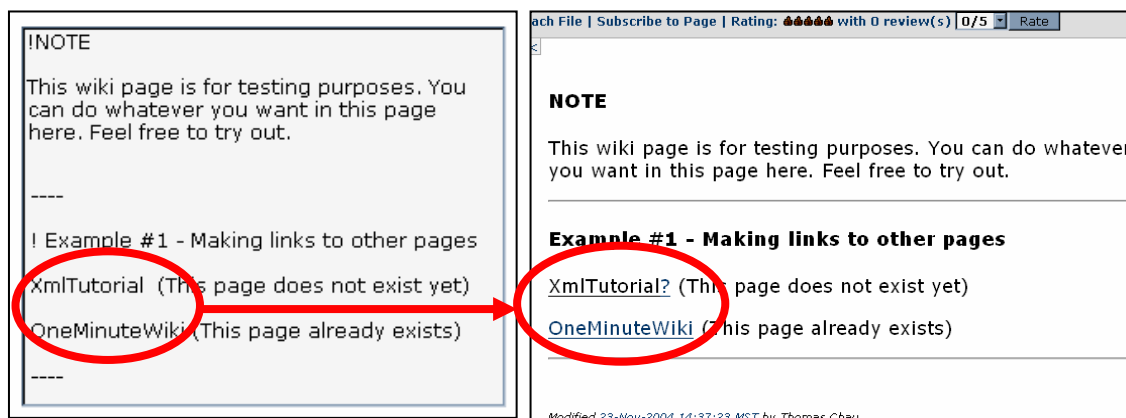 !NOTE
This wiki page is for testing purposes. You
can do whatever you want in this page
here. Feel free to try out.
----
! Example #1 - Making links to other pages
XmlTutorial (This page does not exist yet)
OneMinuteWiki (This page already exists)
----
ach File | Subscribe to Page | Rating: with 0 review(s) 0/5 Rate
<
NOTE
This wiki page is for testing purposes. You can do whatever
you want in this page here. Feel free to try out.
Example #1 - Making links to other pages
XmlTutorial? (This page does not exist yet)
OneMinuteWiki (This page already exists)
Modified 23-Nov-2004 14:37:23 MST by Thomas Chau